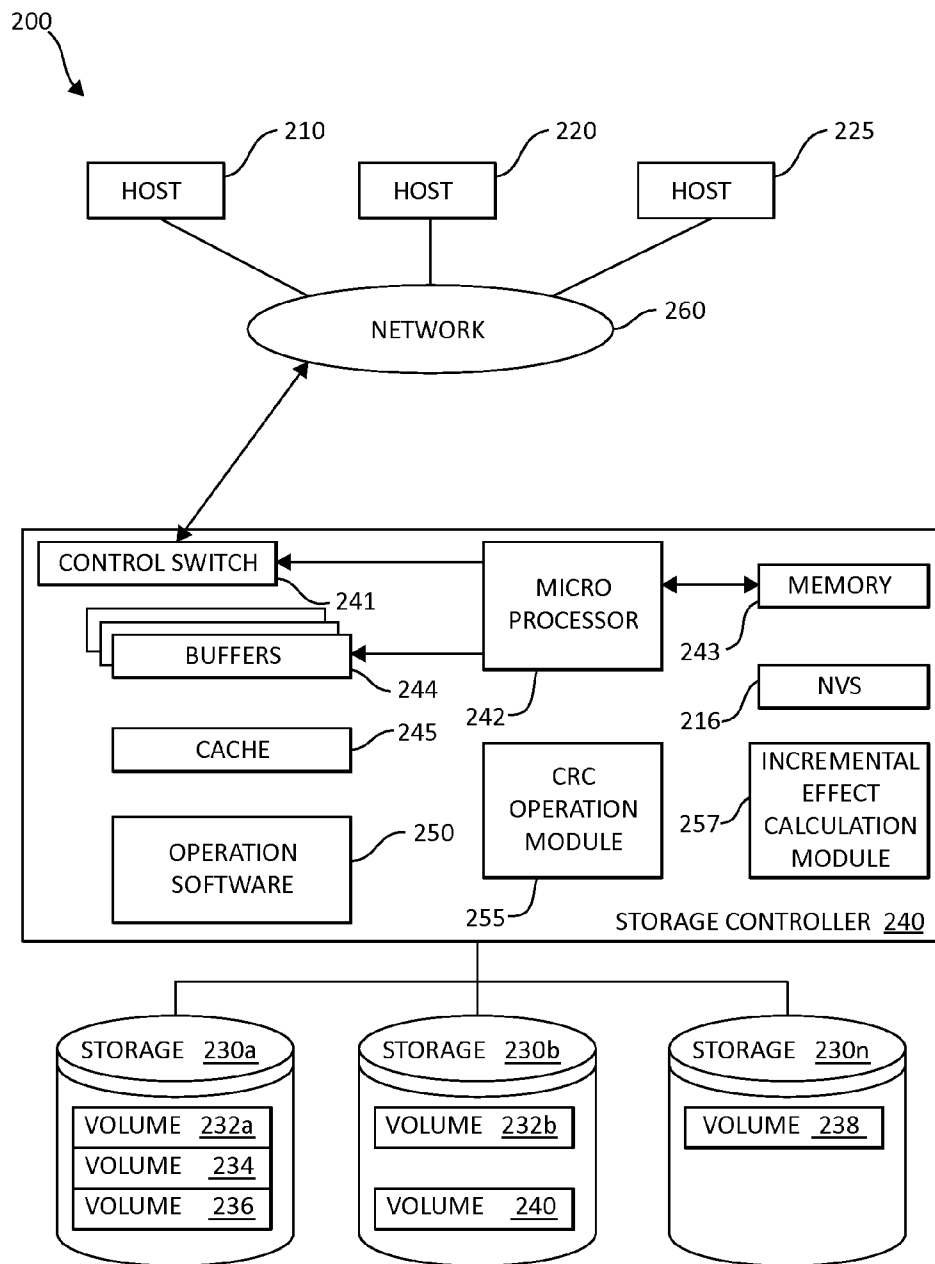 200
210
220
225
HOST
HOST
HOST
NETWORK
260
CONTROL SWITCH
241
MICRO
PROCESSOR
242
MEMORY
243
BUFFERS
244
NVS
216
CACHE
245
CRC
OPERATION
MODULE
255
INCREMENTAL
EFFECT
CALCULATION
MODULE
257
OPERATION
SOFTWARE
250
STORAGE CONTROLLER 240
STORAGE 230a
STORAGE 230b
STORAGE 230n
VOLUME 232a
VOLUME 234
VOLUME 236
VOLUME 232b
VOLUME 240
VOLUME 238